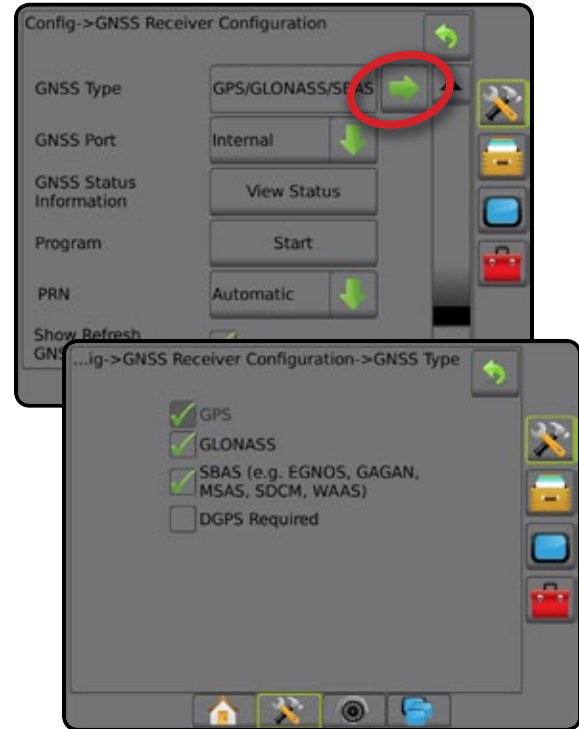 Config->GNSS Receiver Configuration
GNSS Type
GPS/GLONASS/SBAS
GNSS Port
Internal
GNSS Status
Information
View Status
Program
Start
PRN
Automatic
Show Refresh
...ig->GNSS Receiver Configuration->GNSS Type
GPS
GLONASS
SBAS (e.g. EGNOS, GAGAN,
MSAS, SDCM, WAAS)
DGPS Required